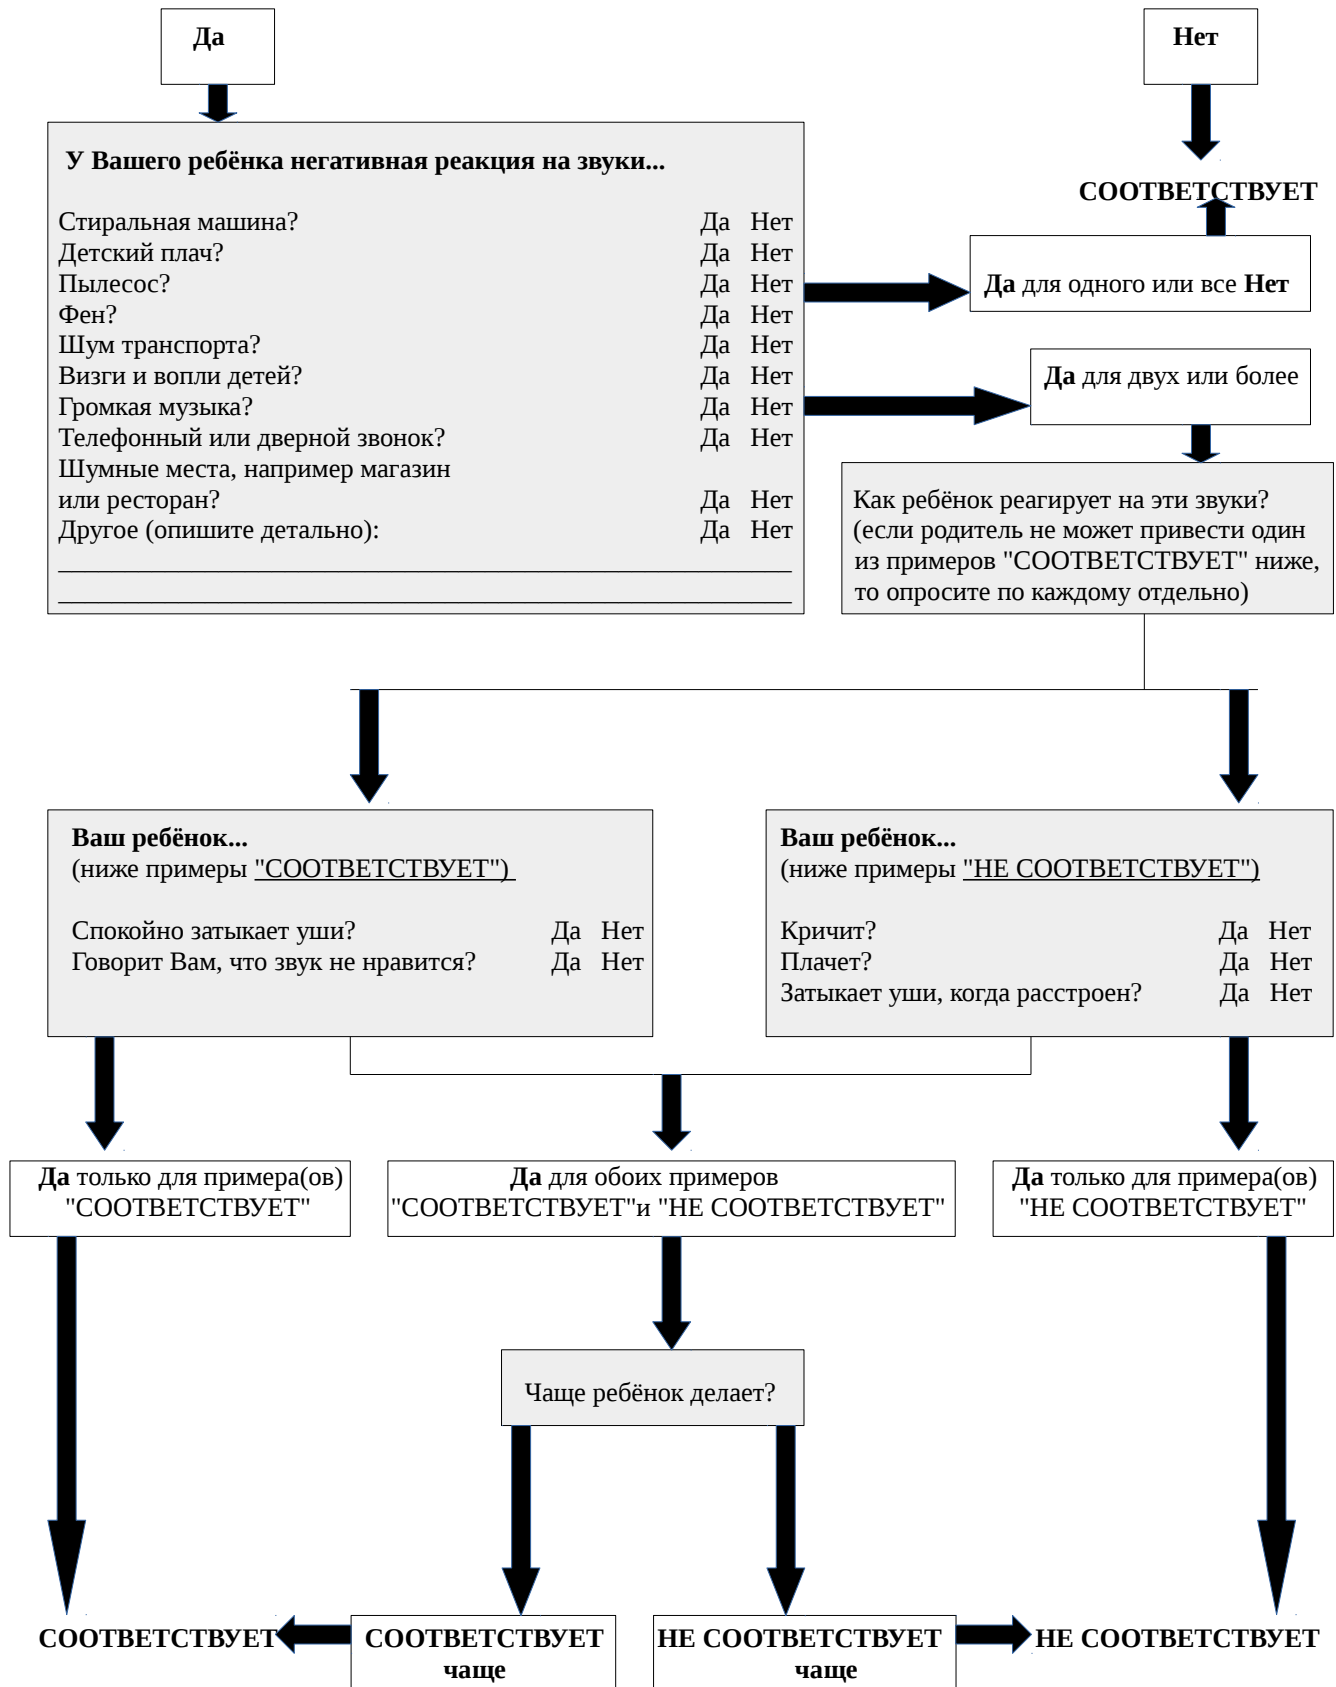 Да
Нет
У Вашего ребёнка негативная реакция на звуки...
Стиральная машина? Да Нет
Детский плач? Да Нет
Пылесос? Да Нет
Фен? Да Нет
Шум транспорта? Да Нет
Визги и вопли детей? Да Нет
Громкая музыка? Да Нет
Телефонный или дверной звонок? Да Нет
Шумные места, например магазин
или ресторан? Да Нет
Другое (опишите детально): Да Нет
СООТВЕТСТВУЕТ
Да для одного или все Нет
Да для двух или более
Как ребёнок реагирует на эти звуки?
(если родитель не может привести один
из примеров "СООТВЕТСТВУЕТ" ниже,
то опросите по каждому отдельно)
Ваш ребёнок...
(ниже примеры "СООТВЕТСТВУЕТ")
Спокойно затыкает уши? Да Нет
Говорит Вам, что звук не нравится? Да Нет
Ваш ребёнок...
(ниже примеры "НЕ СООТВЕТСТВУЕТ")
Кричит? Да Нет
Плачет? Да Нет
Затыкает уши, когда расстроен? Да Нет
Да только для примера(ов)
"СООТВЕТСТВУЕТ"
Да для обоих примеров
"СООТВЕТСТВУЕТ"и "НЕ СООТВЕТСТВУЕТ"
Да только для примера(ов)
"НЕ СООТВЕТСТВУЕТ"
Чаще ребёнок делает?
СООТВЕТСТВУЕТ
СООТВЕТСТВУЕТ
чаще
НЕ СООТВЕТСТВУЕТ
чаще
НЕ СООТВЕТСТВУЕТ